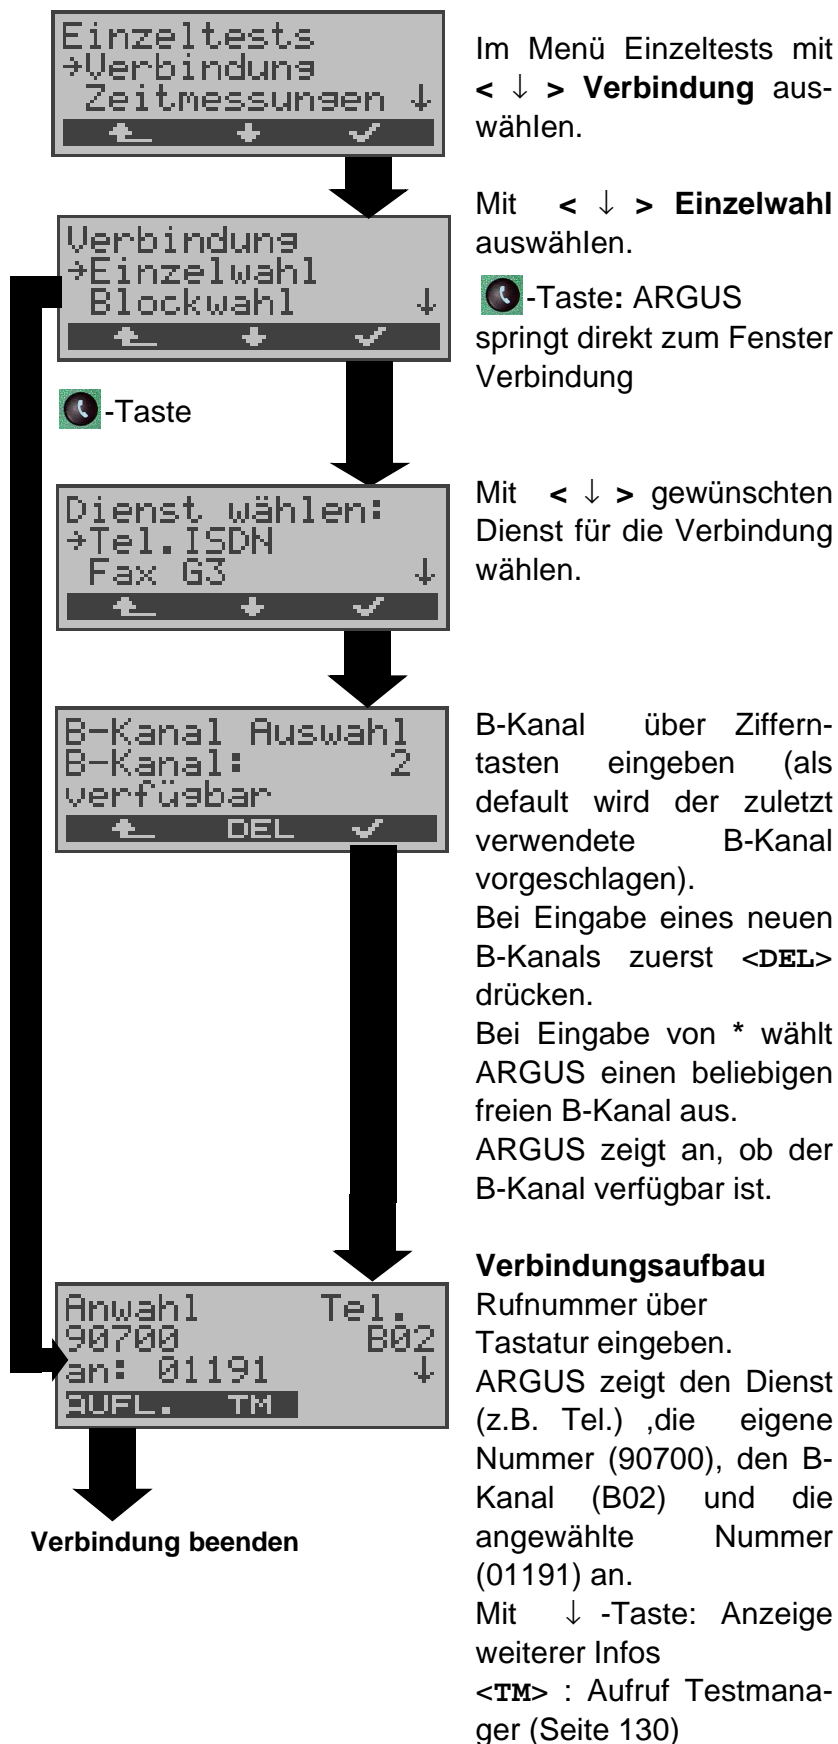 Einzeltests
→Verbindung
Zeitmessungen ↓
Im Menü Einzeltests mit
< ↓ > Verbindung aus-
wählen.
Verbindung
→Einzelwahl
Blockwahl ↓
Mit < ↓ > Einzelwahl
auswählen.
-Taste: ARGUS
springt direkt zum Fenster
Verbindung
-Taste
Dienst wählen:
→Tel.ISDN
Fax G3 ↓
Mit < ↓ > gewünschten
Dienst für die Verbindung
wählen.
B-Kanal Auswahl
B-Kanal: 2
verfügbar
DEL
B-Kanal über Ziffern-
tasten eingeben (als
default wird der zuletzt
verwendete B-Kanal
vorgeschlagen).
Bei Eingabe eines neuen
B-Kanals zuerst <DEL>
drücken.
Bei Eingabe von * wählt
ARGUS einen beliebigen
freien B-Kanal aus.
ARGUS zeigt an, ob der
B-Kanal verfügbar ist.
Anwahl Tel.
90700 B02
an: 01191 ↓
AUFL. TM
Verbindung beenden
Verbindungsaufbau
Rufnummer über
Tastatur eingeben.
ARGUS zeigt den Dienst
(z.B. Tel.) ,die eigene
Nummer (90700), den B-
Kanal (B02) und die
angewählte Nummer
(01191) an.
Mit ↓ -Taste: Anzeige
weiterer Infos
<TM> : Aufruf Testmana-
ger (Seite 130)